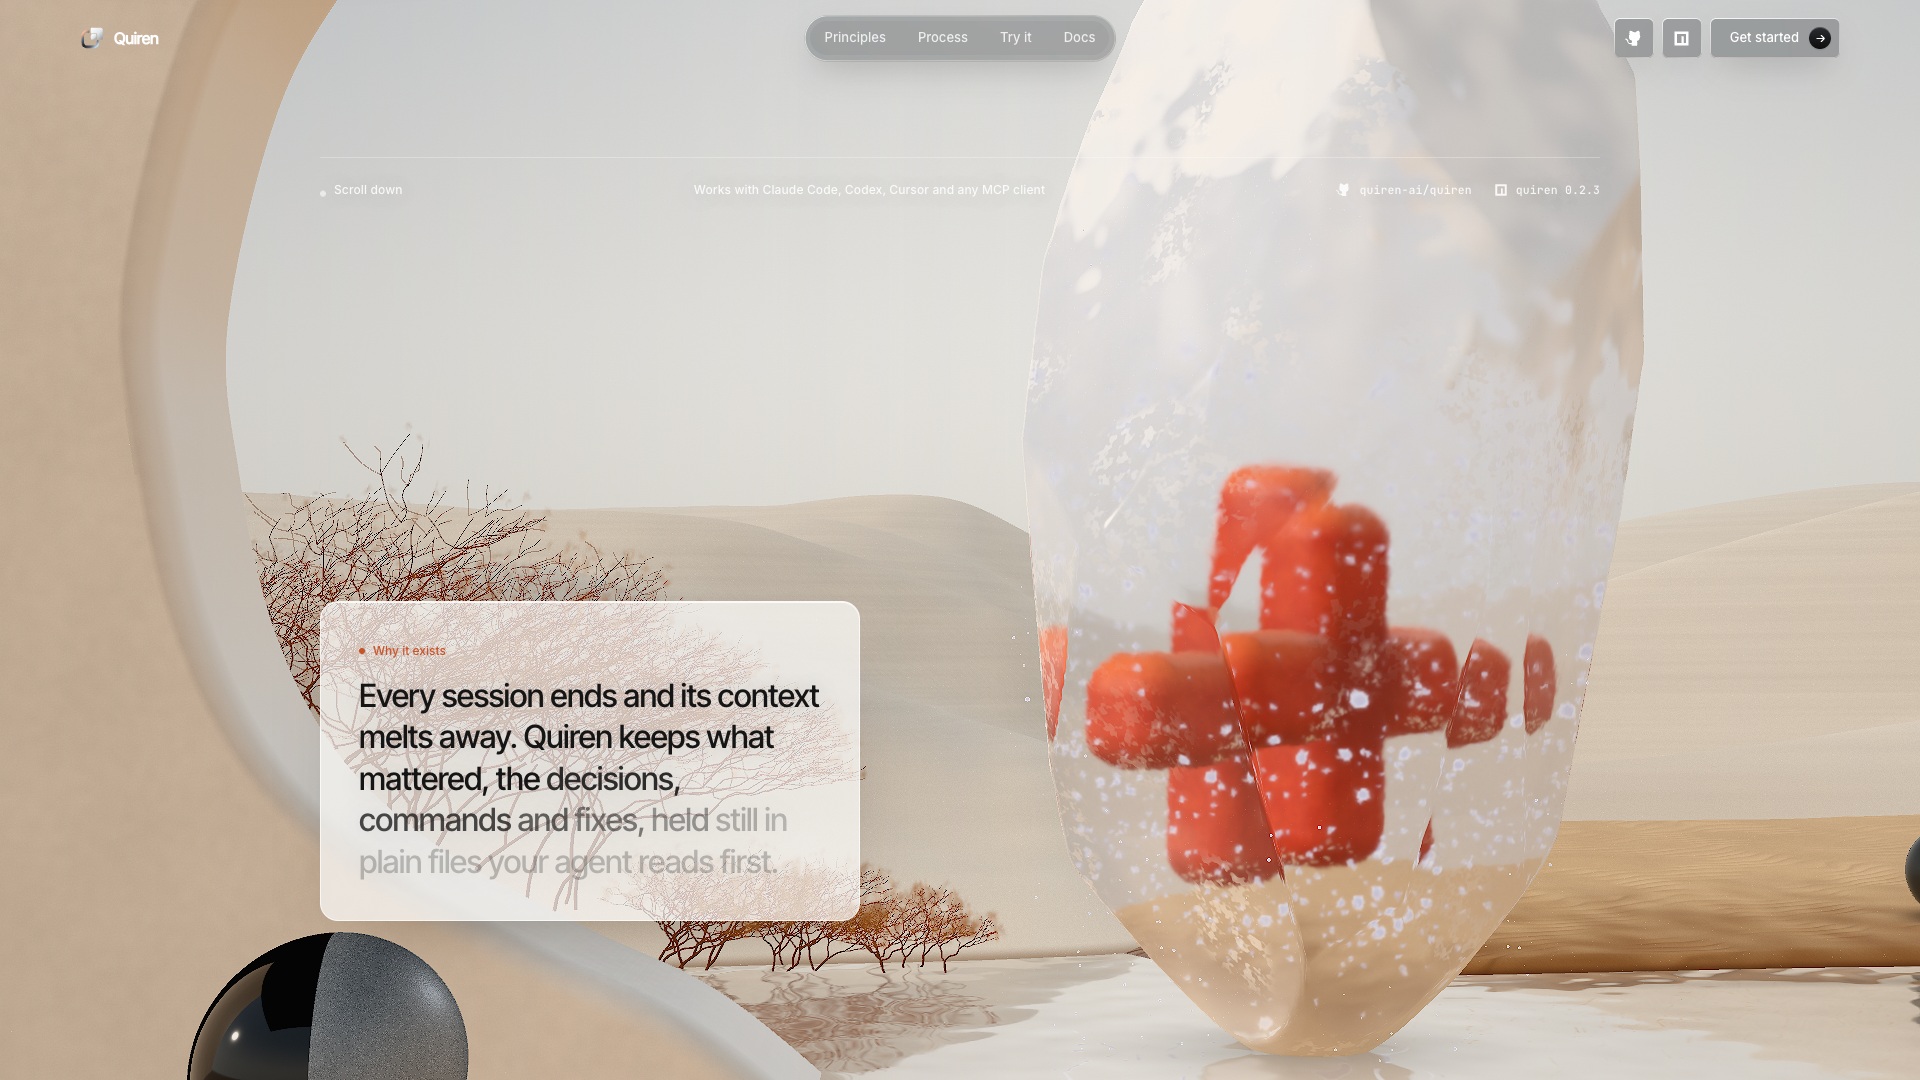 Quiren
Principles
Process
Try it
Docs
Get started
Scroll down
Works with Claude Code, Codex, Cursor and any MCP client
quiren-ai/quiren
quiren 0.2.3
Why it exists
Every session ends and its context
melts away. Quiren keeps what
mattered, the decisions,
commands and fixes, held still in
plain files your agent reads first.